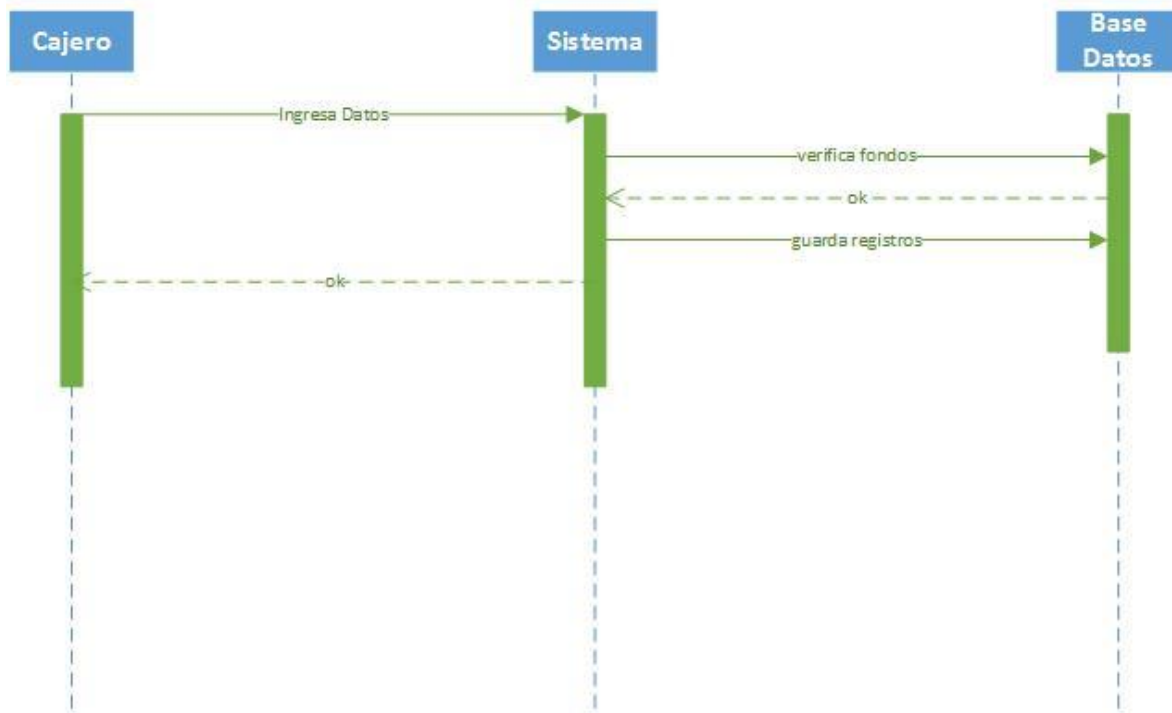 Cajero
Sistema
Base
Datos
Ingresa Datos
verifica fondos
ok
guarda registros
ok